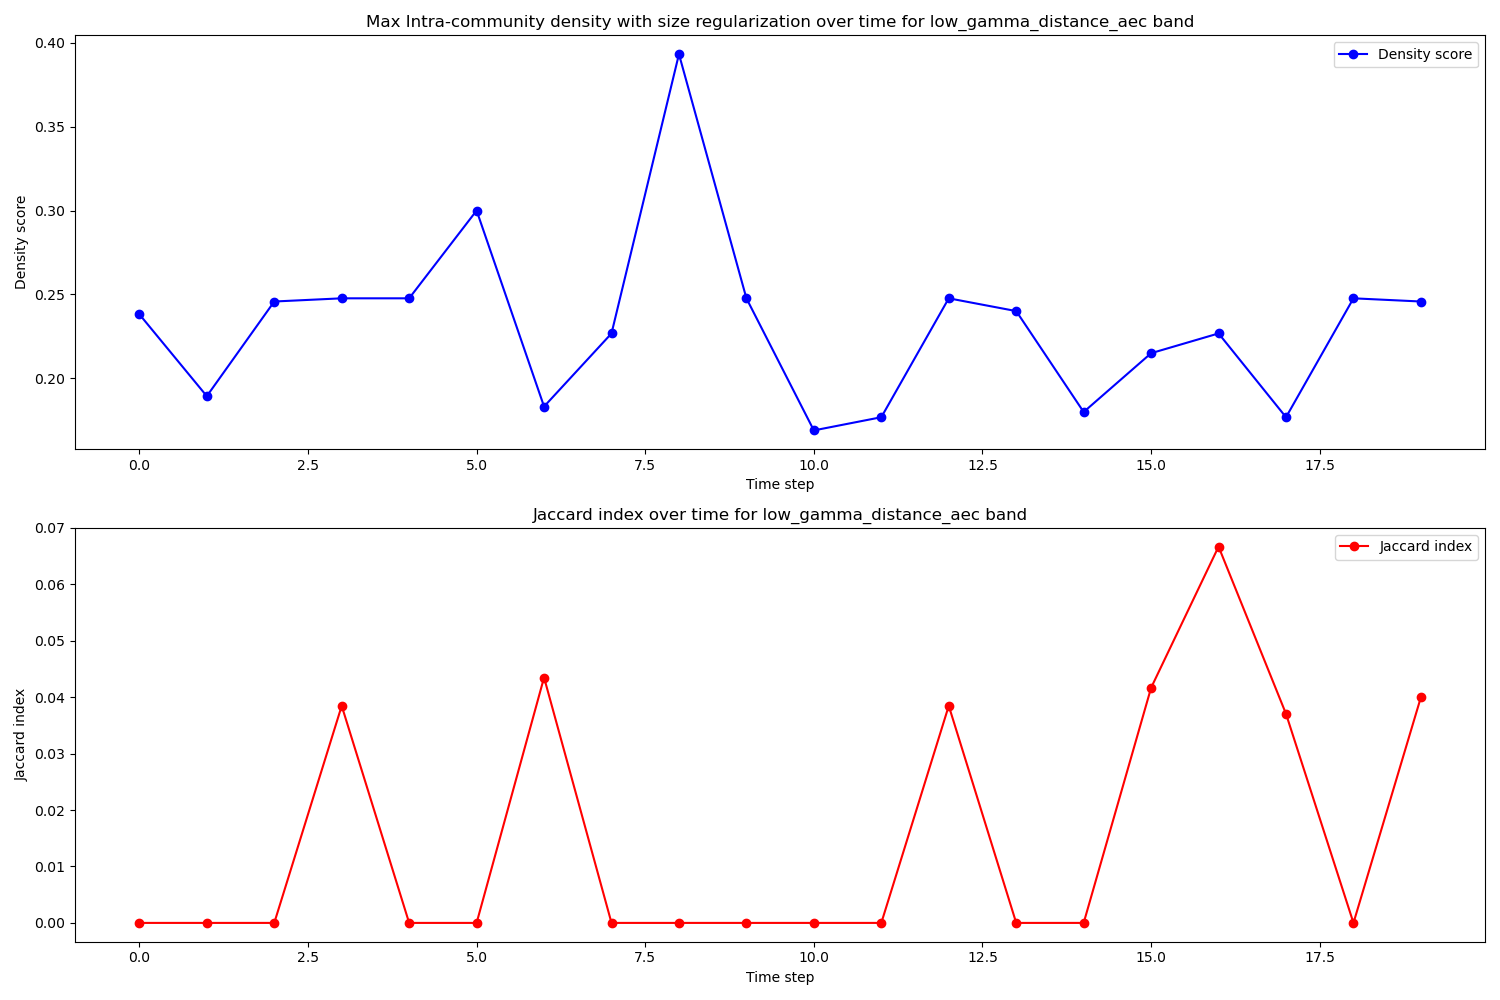 Max Intra-community density with size regularization over time for low_gamma_distance_aec band
Density score
0.40
0.35
0.30
0.25
0.20
Density score
0.0 2.5 5.0 7.5 10.0 12.5 15.0 17.5
Time step
Jaccard index over time for low_gamma_distance_aec band
Jaccard index
0.07
0.06
0.05
0.04
0.03
0.02
0.01
0.00
Jaccard index
0.0 2.5 5.0 7.5 10.0 12.5 15.0 17.5
Time step